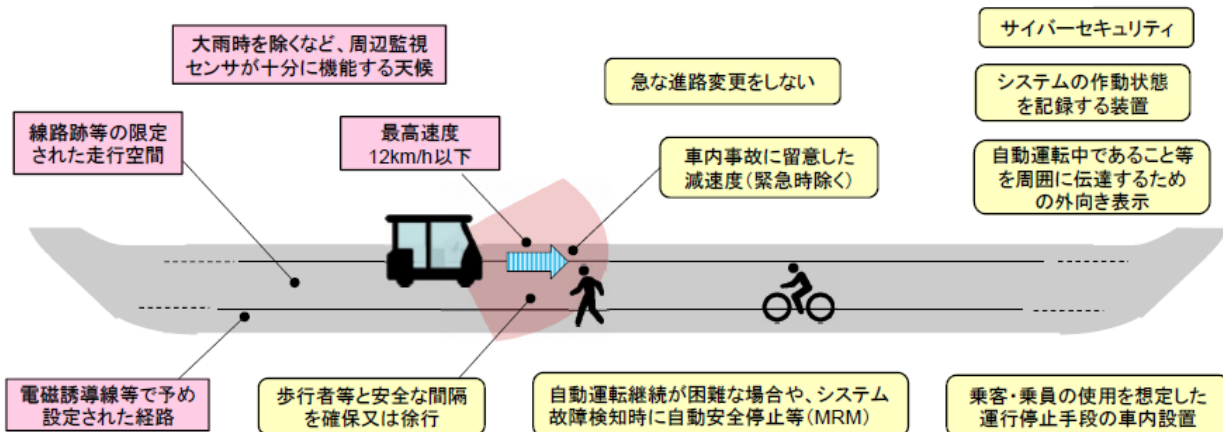 大雨時を除くなど、周辺監視
センサが十分に機能する天候
サイバーセキュリティ
急な進路変更をしない
システムの作動状態
を記録する装置
線路跡等の限定
された走行空間
最高速度
12km/h以下
車内事故に留意した
減速度（緊急時除く）
自動運転中であること等
を周囲に伝達するため
の外向き表示
電磁誘導線等で予め
設定された経路
歩行者等と安全な間隔
を確保又は徐行
自動運転継続が困難な場合や、システム
故障検知時に自動安全停止等（MRM）
乗客・乗員の使用を想定した
運行停止手段の車内設置